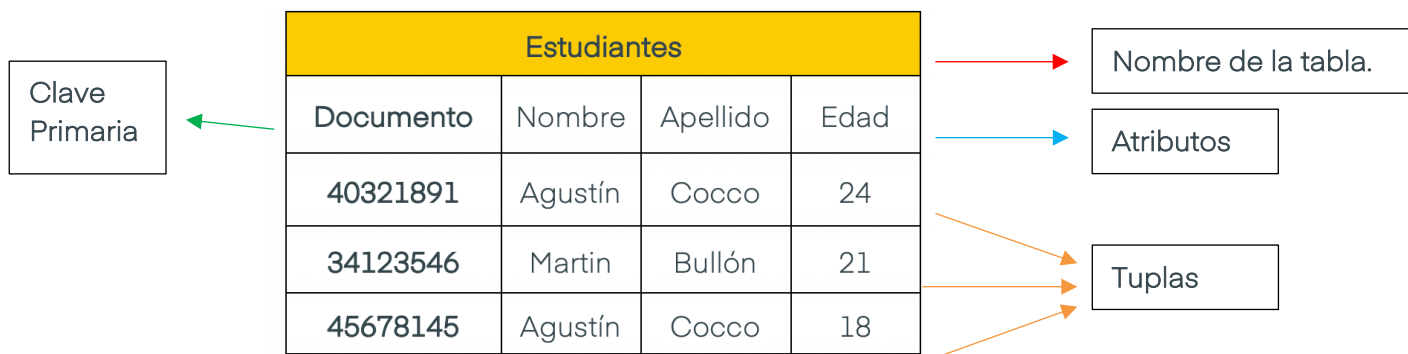 Estudiantes
Nombre de la tabla.
Clave
Primaria
Documento Nombre Apellido Edad
Atributos
40321891 Agustín Cocco 24
34123546 Martin Bullón 21
Tuplas
45678145 Agustín Cocco 18